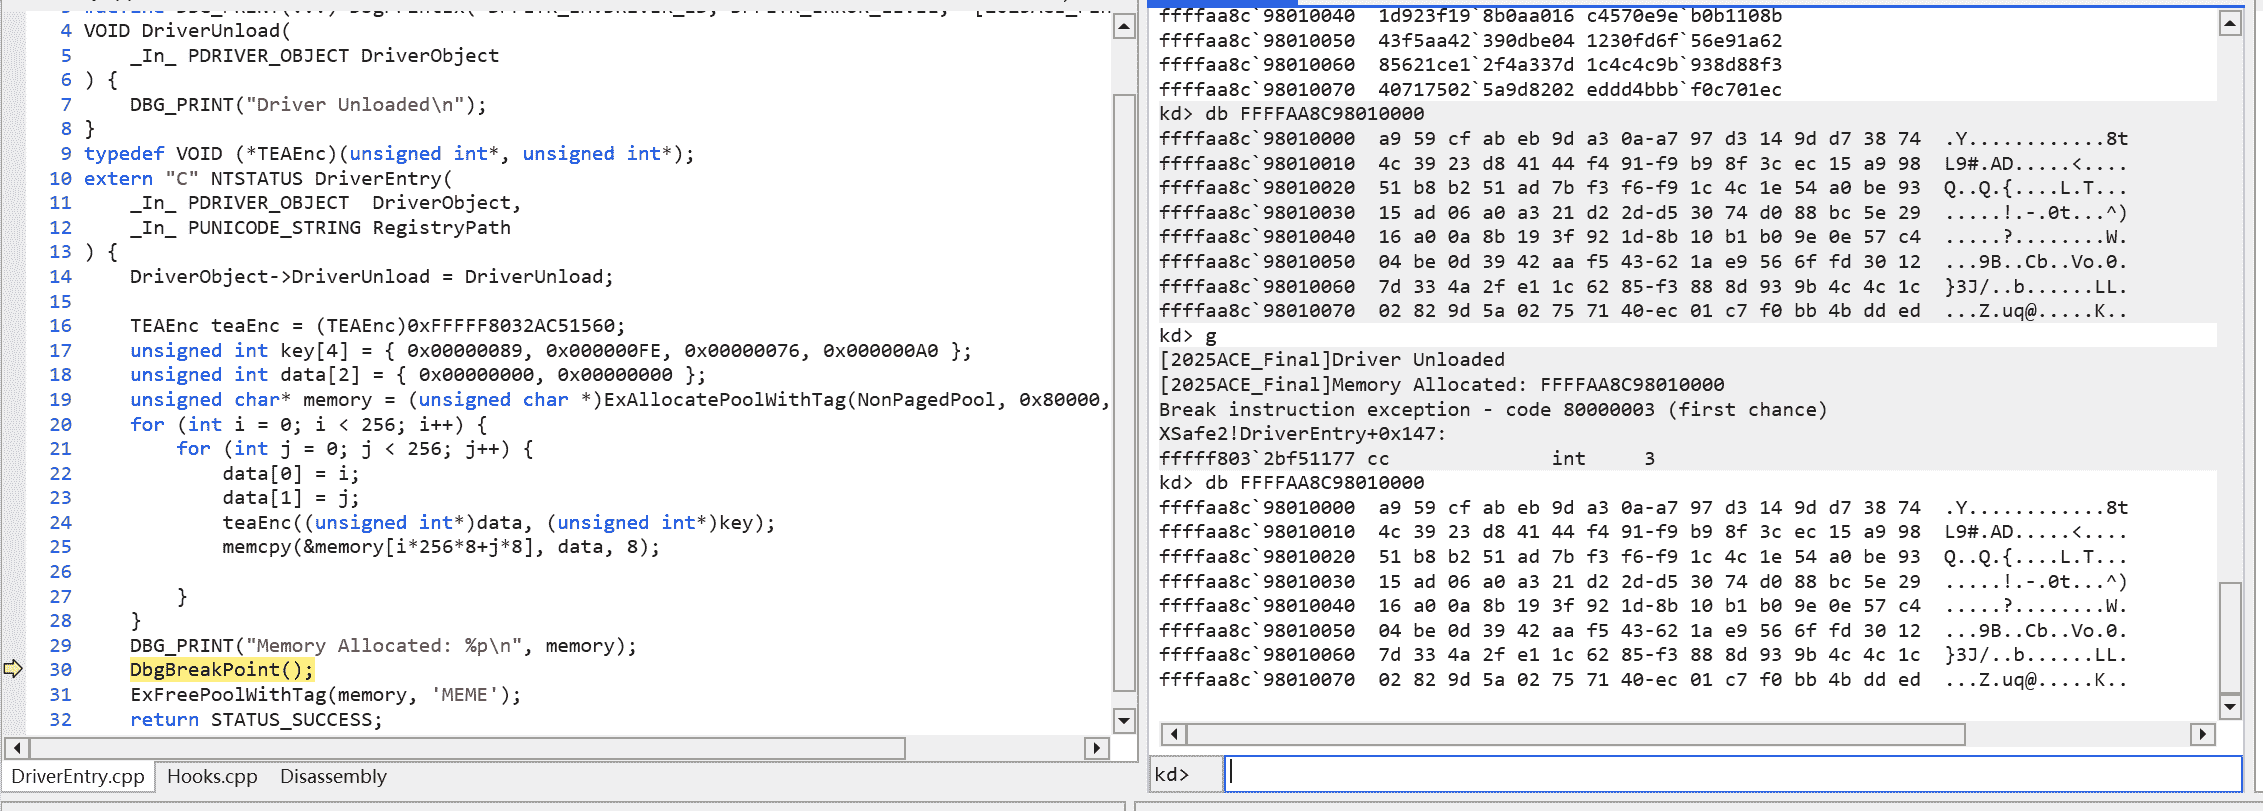 4 VOID DriverUnload(
5 _In_ PDRIVER_OBJECT DriverObject
6 ) {
7 DBG_PRINT("Driver Unloaded\n");
8 }
9 typedef VOID (*TEAEnc)(unsigned int*, unsigned int*);
10 extern "C" NTSTATUS DriverEntry(
11 _In_ PDRIVER_OBJECT  DriverObject,
12 _In_ PUNICODE_STRING RegistryPath
13 ) {
14 DriverObject->DriverUnload = DriverUnload;
15
16 TEAEnc teaEnc = (TEAEnc)0xFFFFF8032AC51560;
17 unsigned int key[4] = { 0x00000089, 0x000000FE, 0x00000076, 0x000000A0 };
18 unsigned int data[2] = { 0x00000000, 0x00000000 };
19 unsigned char* memory = (unsigned char *)ExAllocatePoolWithTag(NonPagedPool, 0x80000,
20 for (int i = 0; i < 256; i++) {
21 for (int j = 0; j < 256; j++) {
22 data[0] = i;
23 data[1] = j;
24 teaEnc((unsigned int*)data, (unsigned int*)key);
25 memcpy(&memory[i*256*8+j*8], data, 8);
26
27 }
28 }
29 DBG_PRINT("Memory Allocated: %p\n", memory);
30 DbgBreakPoint();
31 ExFreePoolWithTag(memory, 'MEME');
32 return STATUS_SUCCESS;
DriverEntry.cpp Hooks.cpp Disassembly
ffffaa8c`98010040  1d923f19`8b0aa016 c4570e9e`b0b1108b
ffffaa8c`98010050  43f5aa42`390dbe04 1230fd6f`56e91a62
ffffaa8c`98010060  85621ce1`2f4a337d 1c4c4c9b`938d88f3
ffffaa8c`98010070  40717502`5a9d8202 eddd4bbb`f0c701ec
kd> db FFFFAA8C98010000
ffffaa8c`98010000  a9 59 cf ab eb 9d a3 0a-a7 97 d3 14 9d d7 38 74  .Y............8t
ffffaa8c`98010010  4c 39 23 d8 41 44 f4 91-f9 b9 8f 3c ec 15 a9 98  L9#.AD.....<....
ffffaa8c`98010020  51 b8 b2 51 ad 7b f3 f6-f9 1c 4c 1e 54 a0 be 93  Q..Q.{....L.T...
ffffaa8c`98010030  15 ad 06 a0 a3 21 d2 2d-d5 30 74 d0 88 bc 5e 29  .....!.-.0t...^)
ffffaa8c`98010040  16 a0 0a 8b 19 3f 92 1d-8b 10 b1 b0 9e 0e 57 c4  .....?........W.
ffffaa8c`98010050  04 be 0d 39 42 aa f5 43-62 1a e9 56 6f fd 30 12  ...9B..Cb..Vo.0.
ffffaa8c`98010060  7d 33 4a 2f e1 1c 62 85-f3 88 8d 93 9b 4c 4c 1c  }3J/..b......LL.
ffffaa8c`98010070  02 82 9d 5a 02 75 71 40-ec 01 c7 f0 bb 4b dd ed  ...Z.uq@.....K..
kd> g
[2025ACE_Final]Driver Unloaded
[2025ACE_Final]Memory Allocated: FFFFAA8C98010000
Break instruction exception - code 80000003 (first chance)
XSafe2!DriverEntry+0x147:
fffff803`2bf51177 cc              int     3
kd> db FFFFAA8C98010000
ffffaa8c`98010000  a9 59 cf ab eb 9d a3 0a-a7 97 d3 14 9d d7 38 74  .Y............8t
ffffaa8c`98010010  4c 39 23 d8 41 44 f4 91-f9 b9 8f 3c ec 15 a9 98  L9#.AD.....<....
ffffaa8c`98010020  51 b8 b2 51 ad 7b f3 f6-f9 1c 4c 1e 54 a0 be 93  Q..Q.{....L.T...
ffffaa8c`98010030  15 ad 06 a0 a3 21 d2 2d-d5 30 74 d0 88 bc 5e 29  .....!.-.0t...^)
ffffaa8c`98010040  16 a0 0a 8b 19 3f 92 1d-8b 10 b1 b0 9e 0e 57 c4  .....?........W.
ffffaa8c`98010050  04 be 0d 39 42 aa f5 43-62 1a e9 56 6f fd 30 12  ...9B..Cb..Vo.0.
ffffaa8c`98010060  7d 33 4a 2f e1 1c 62 85-f3 88 8d 93 9b 4c 4c 1c  }3J/..b......LL.
ffffaa8c`98010070  02 82 9d 5a 02 75 71 40-ec 01 c7 f0 bb 4b dd ed  ...Z.uq@.....K..
kd>